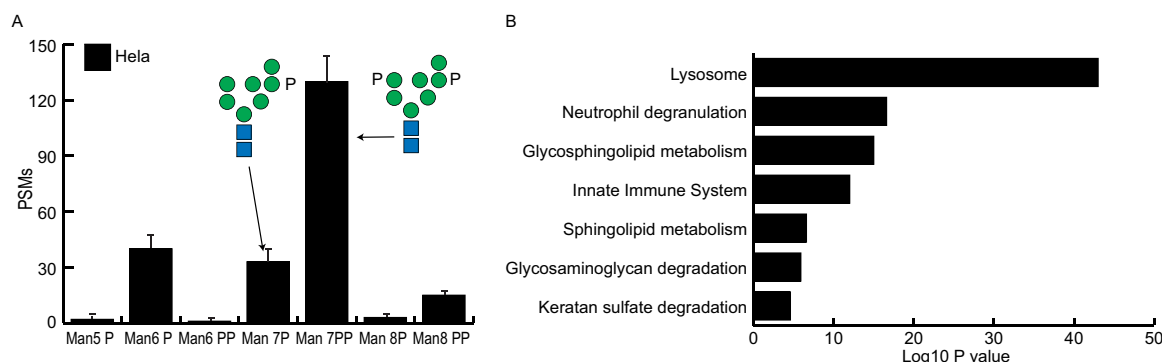 A
B
150
120
90
60
30
0
PSMs
Hela
P
P
P
Man5 P
Man6 P
Man6 PP
Man 7P
Man 7PP
Man 8P
Man8 PP
Lysosome
Neutrophil degranulation
Glycosphingolipid metabolism
Innate Immune System
Sphingolipid metabolism
Glycosaminoglycan degradation
Keratan sulfate degradation
0
10
20
30
40
50
Log10 P value